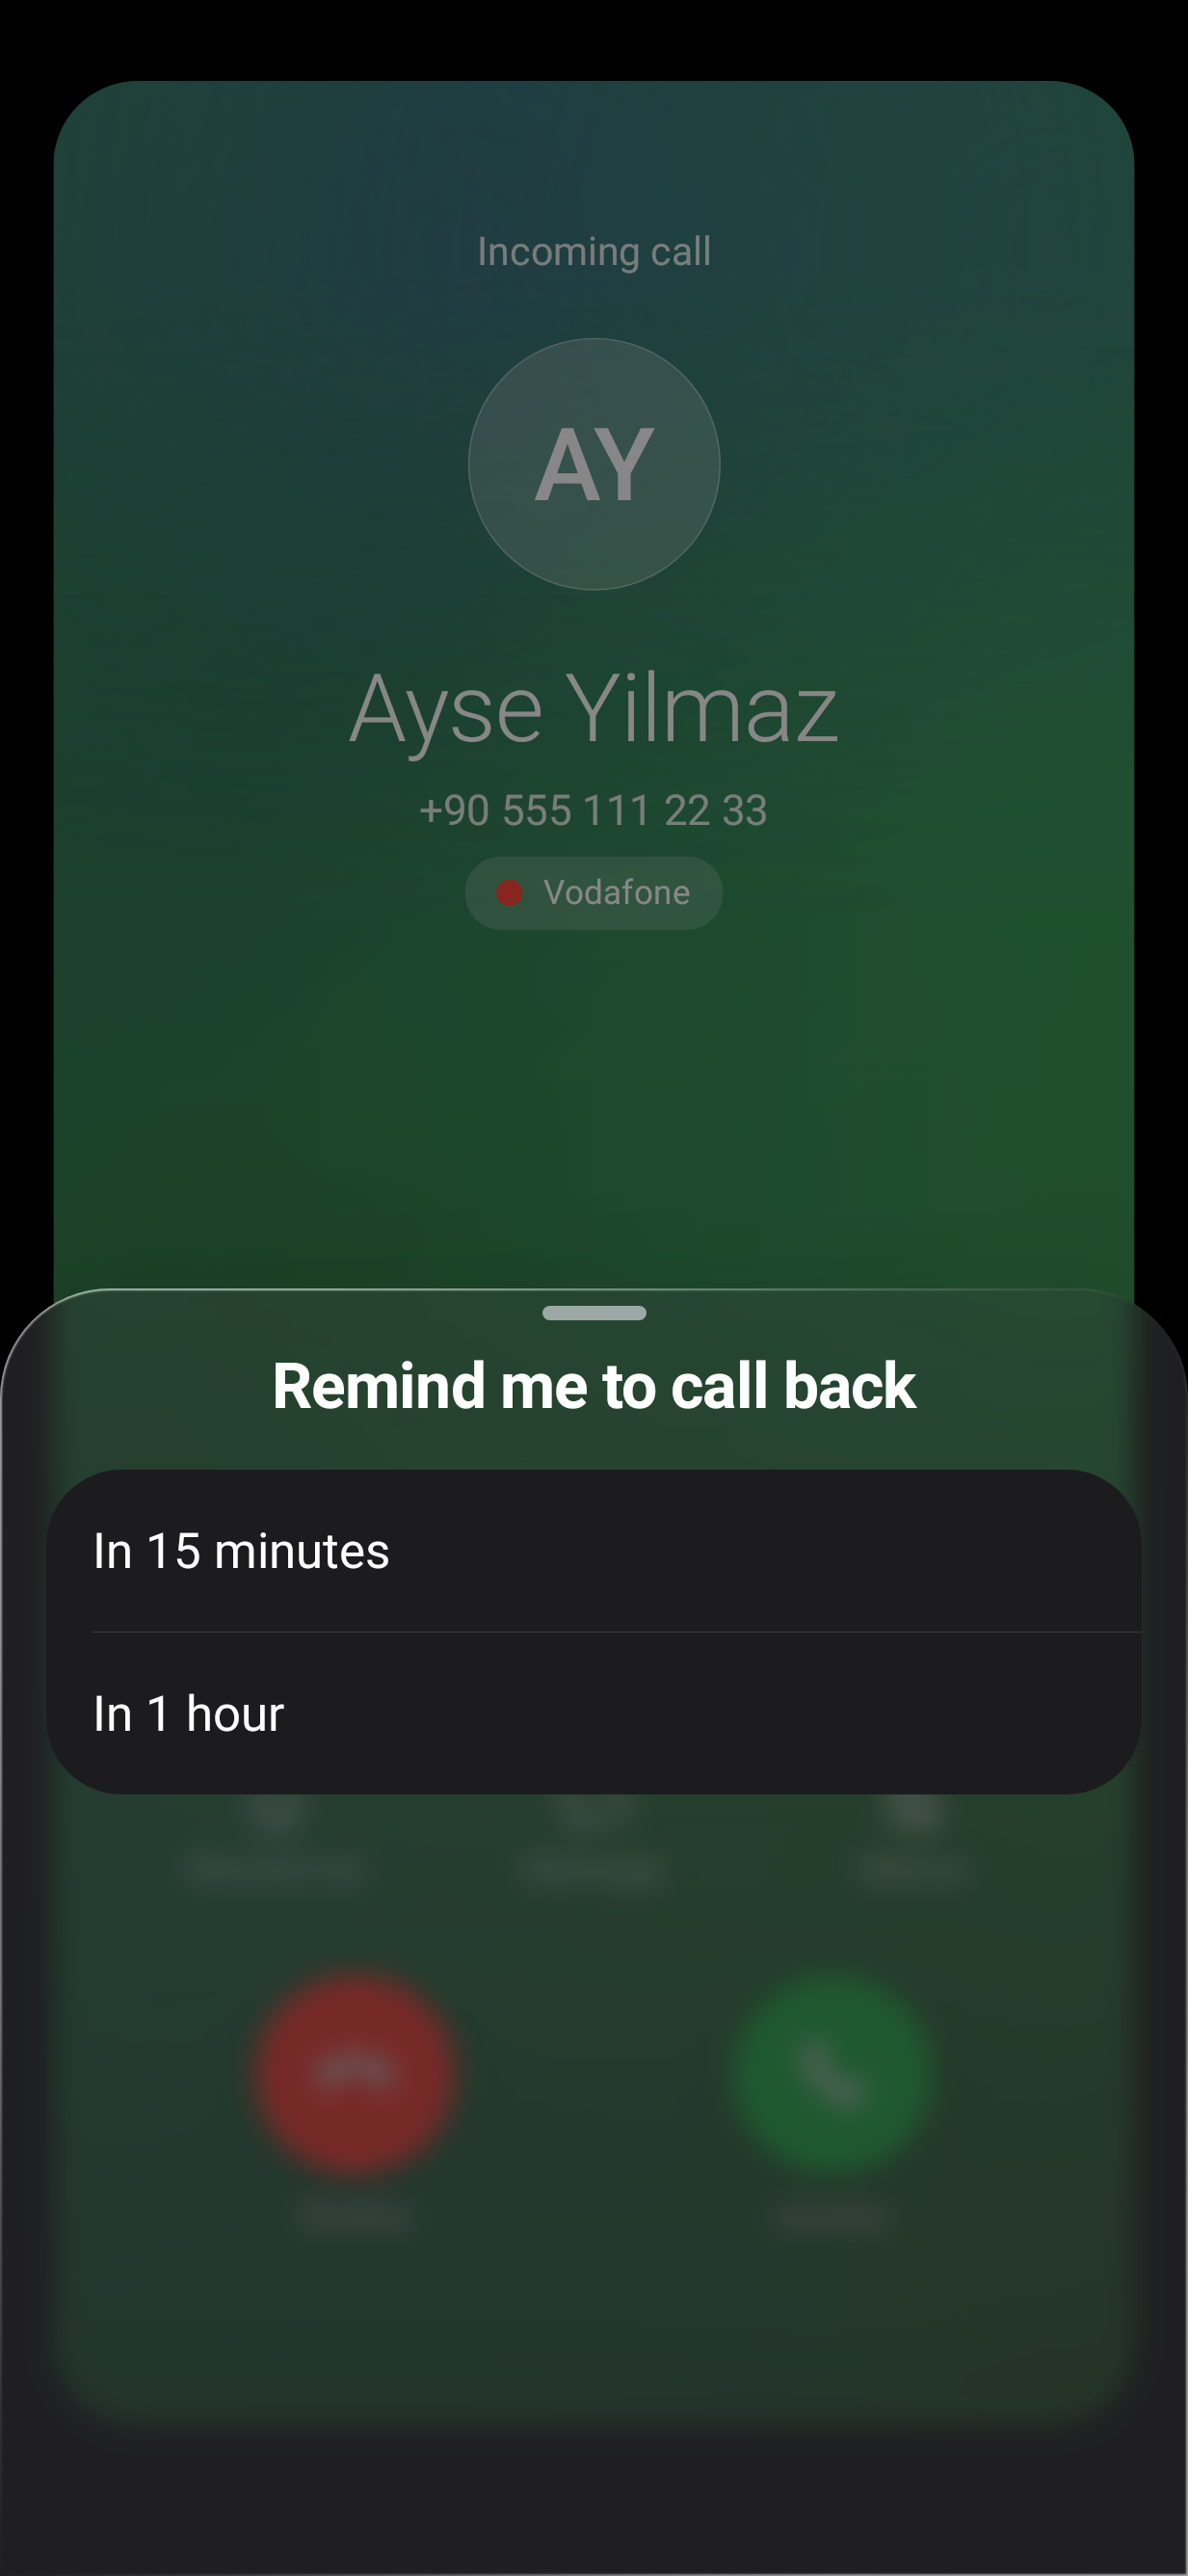 Incoming call
AY
Ayse Yilmaz
+90 555 111 22 33
Vodafone
Remind me to call back
In 15 minutes
In 1 hour